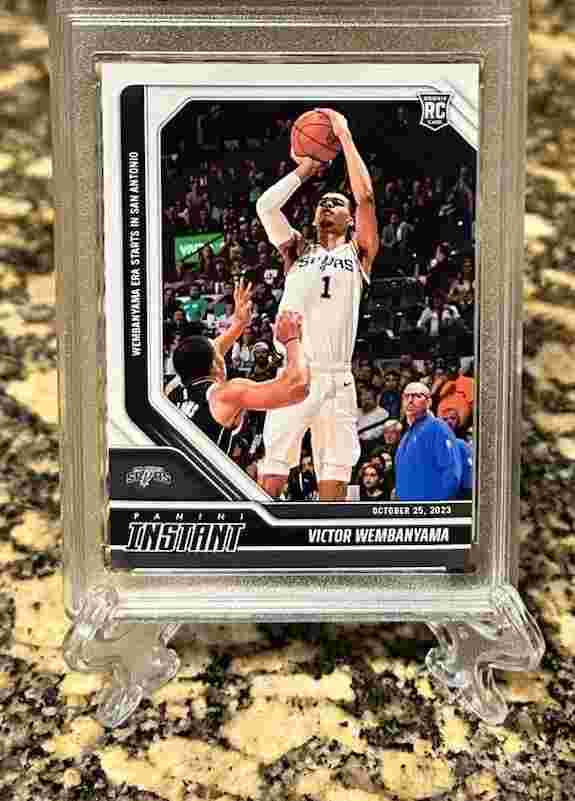 ROOKIE
RC
CARD
WEMBANYAMA ERA STARTS IN SAN ANTONIO
SPURS
1
SPURS
OCTOBER 25, 2023
PANINI
INSTANT
VICTOR WEMBANYAMA